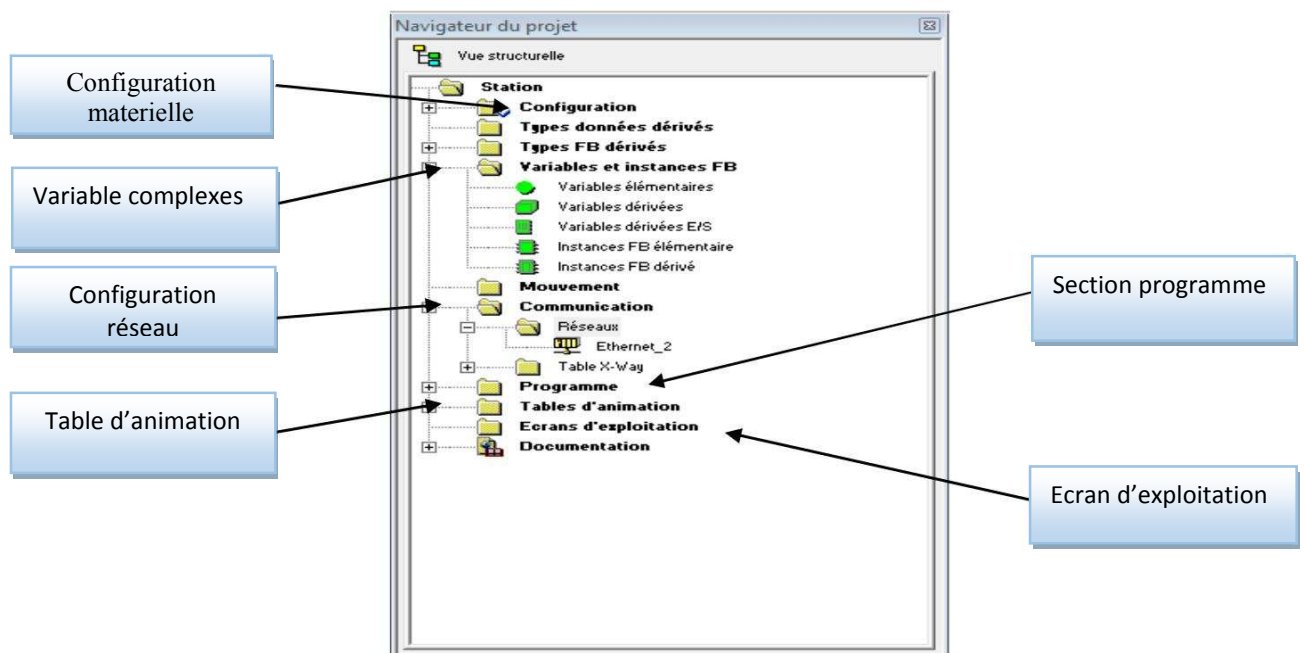 Navigateur du projet
Vue structurelle
Station
Configuration
Types données dérivés
Types FB dérivés
Variables et instances FB
Variables élémentaires
Variables dérivées
Variables dérivées E/S
Instances FB élémentaire
Instances FB dérivé
Mouvement
Communication
Réseaux
Ethernet_2
Table X-Way
Programme
Tables d'animation
Ecrans d'exploitation
Documentation
Configuration
materielle
Variable complexes
Configuration
réseau
Table d’animation
Section programme
Ecran d’exploitation